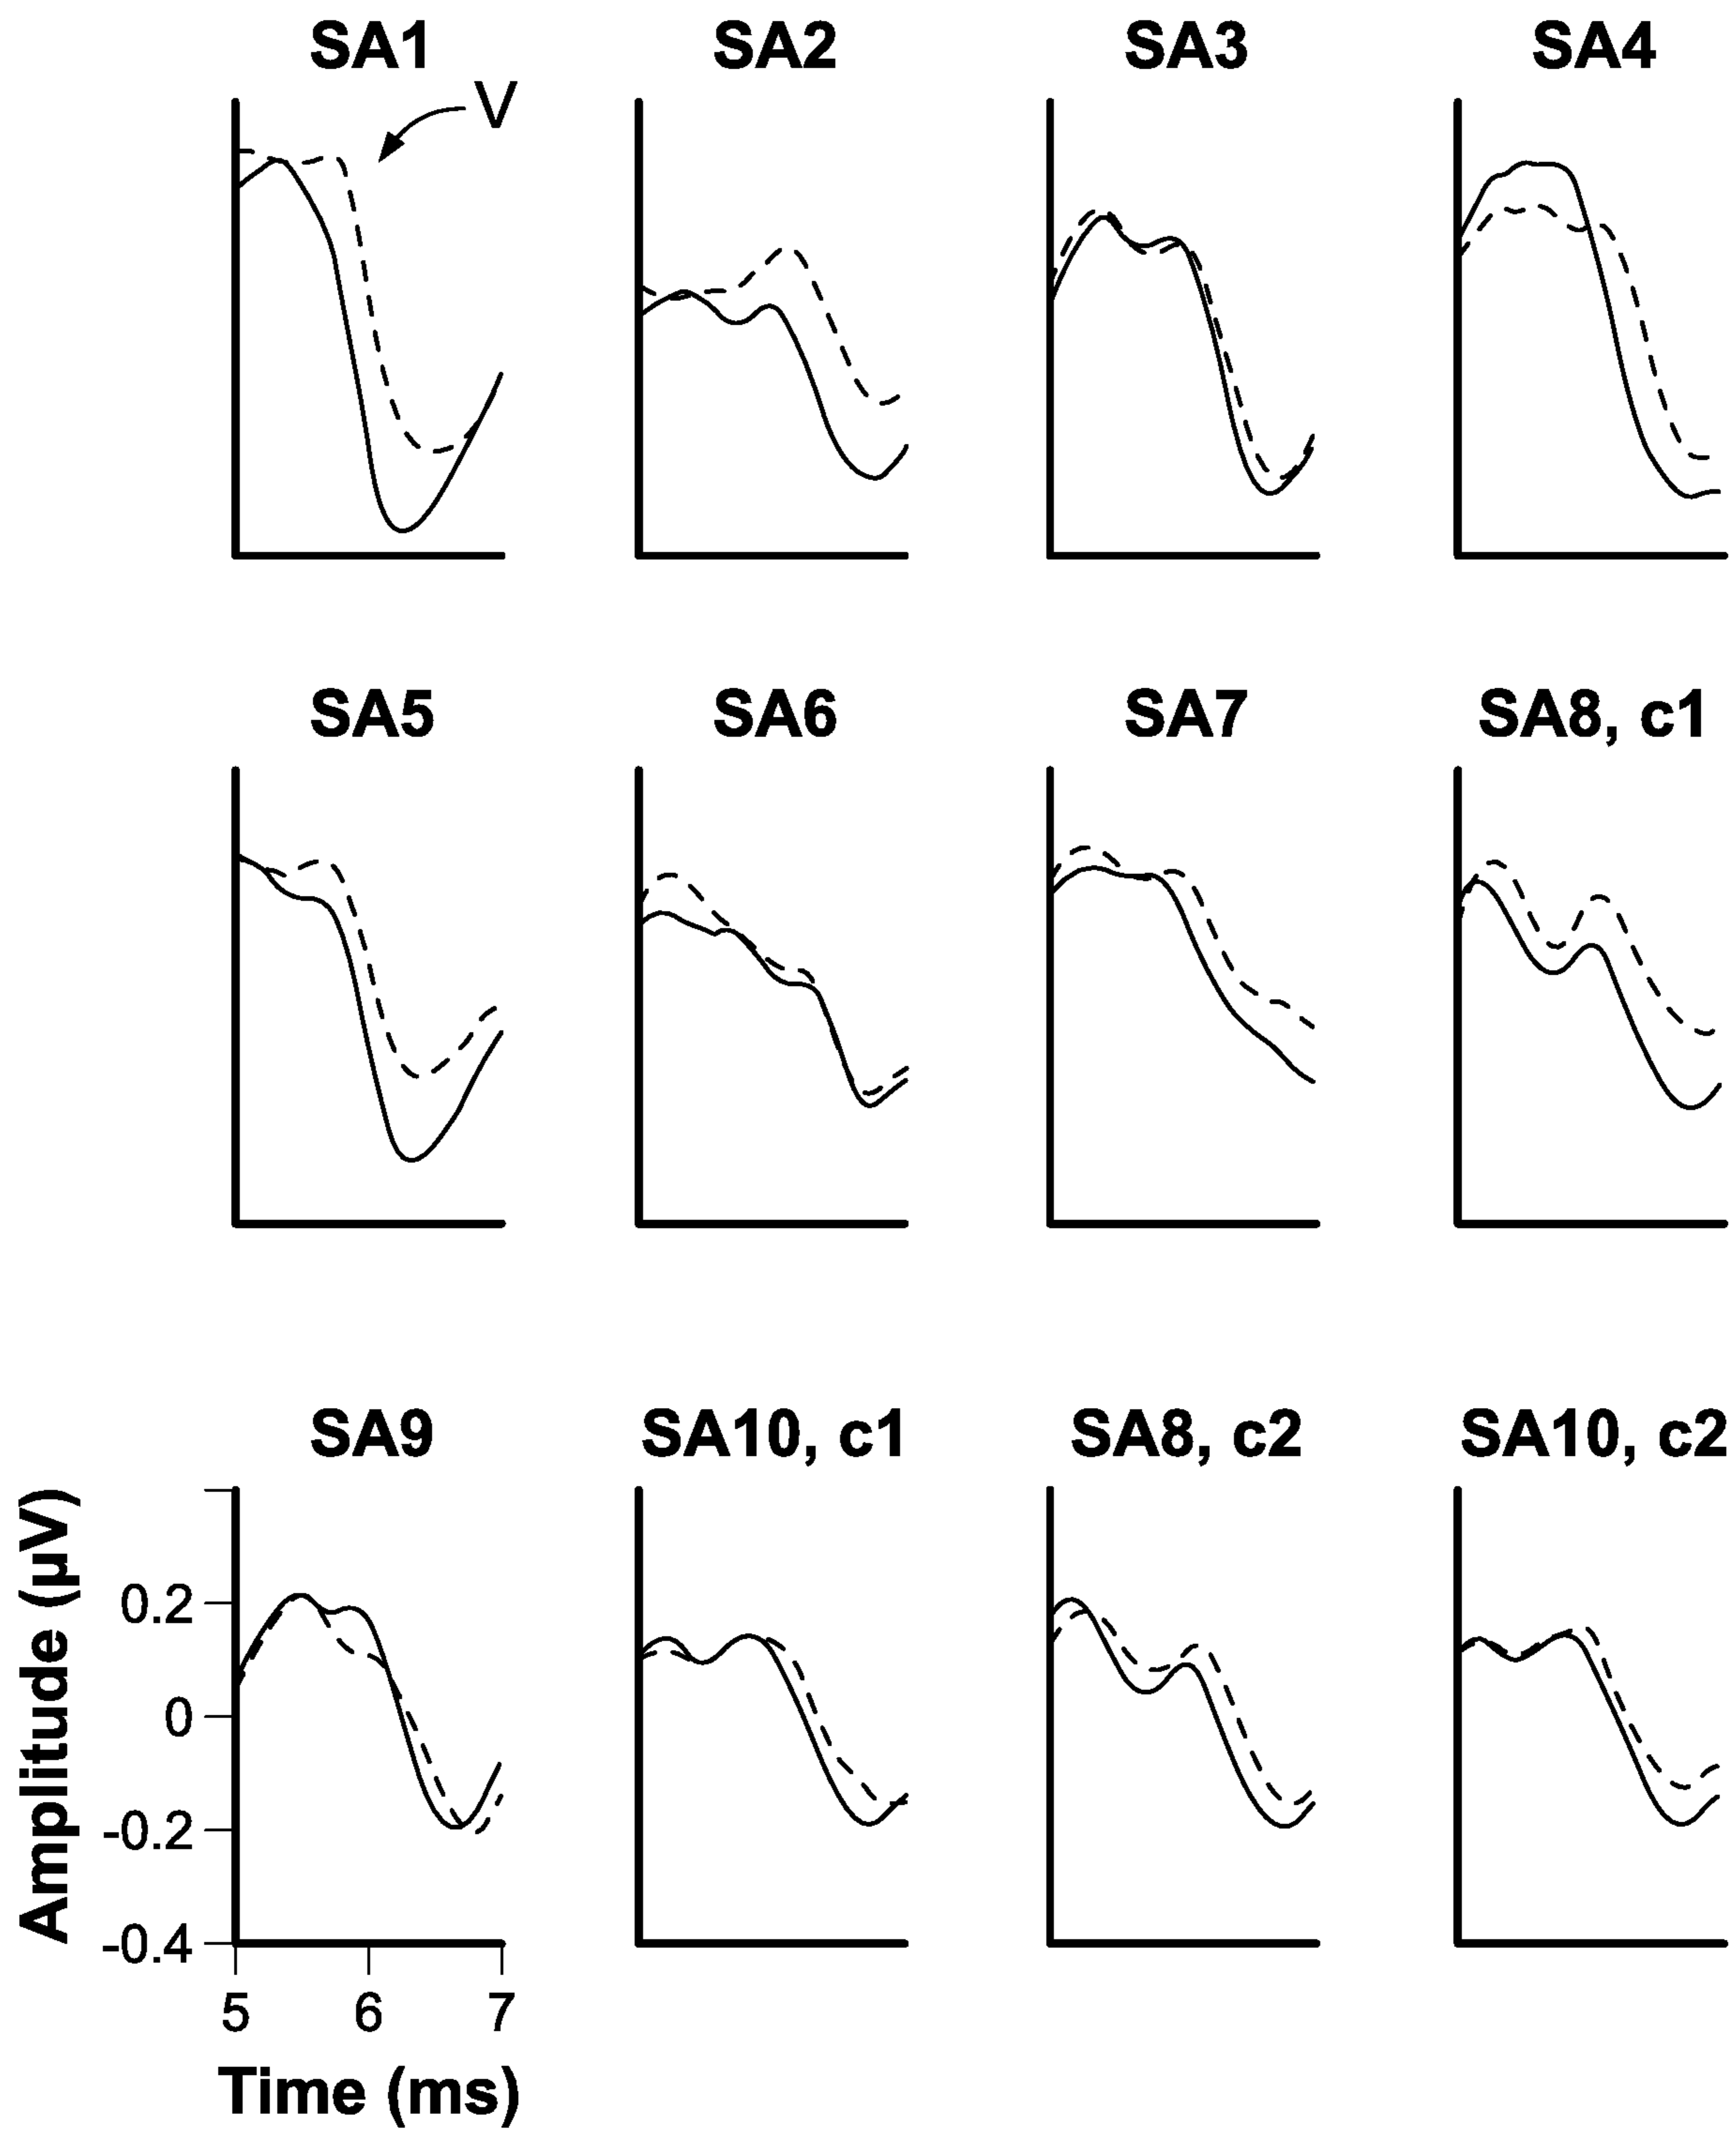 SA1 SA2 SA3 SA4
V
SA5 SA6 SA7 SA8, c1
SA9 SA10, c1 SA8, c2 SA10, c2
Amplitude (µV)
0.2
0
-0.2
-0.4
5 6 7
Time (ms)